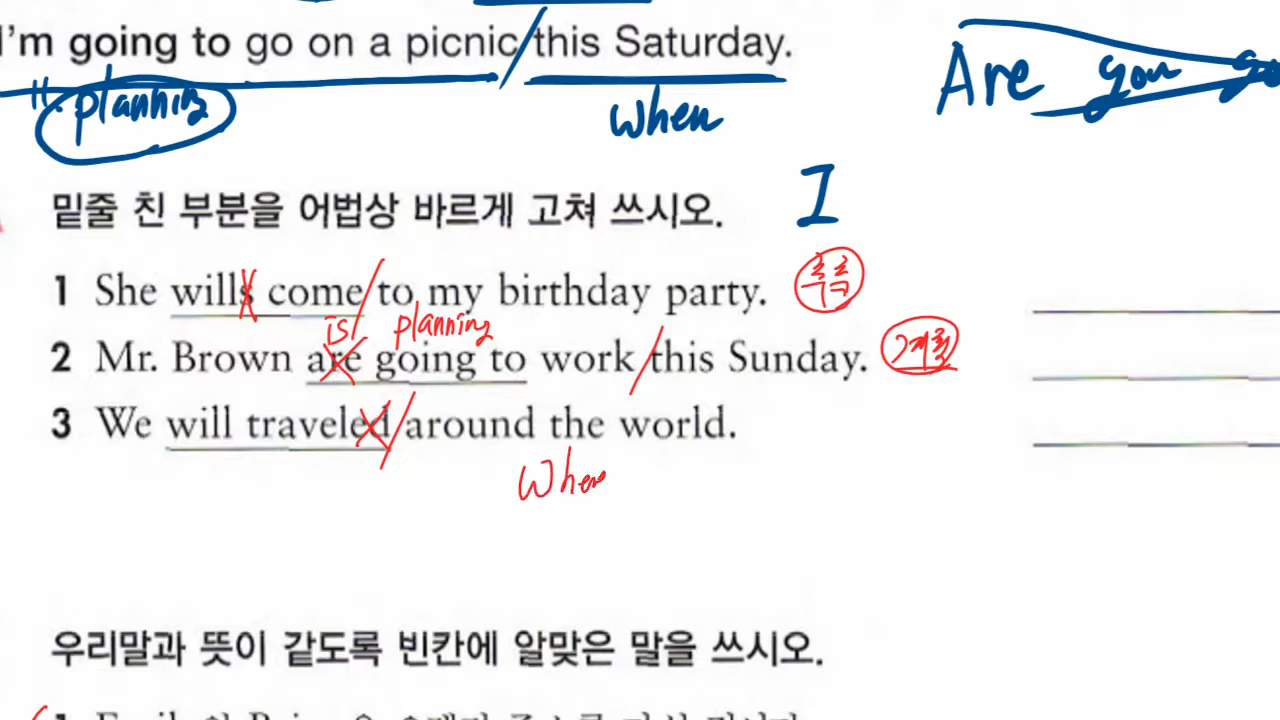 I'm going to go on a picnic/this Saturday.
planning
when
Are you go
밑줄 친 부분을 어법상 바르게 고쳐 쓰시오.
I
1 She wills come/to my birthday party. 촉측
is planning
2 Mr. Brown are going to work/this Sunday. 계획
3 We will traveled/around the world.
Where
우리말과 뜻이 같도록 빈칸에 알맞은 말을 쓰시오.